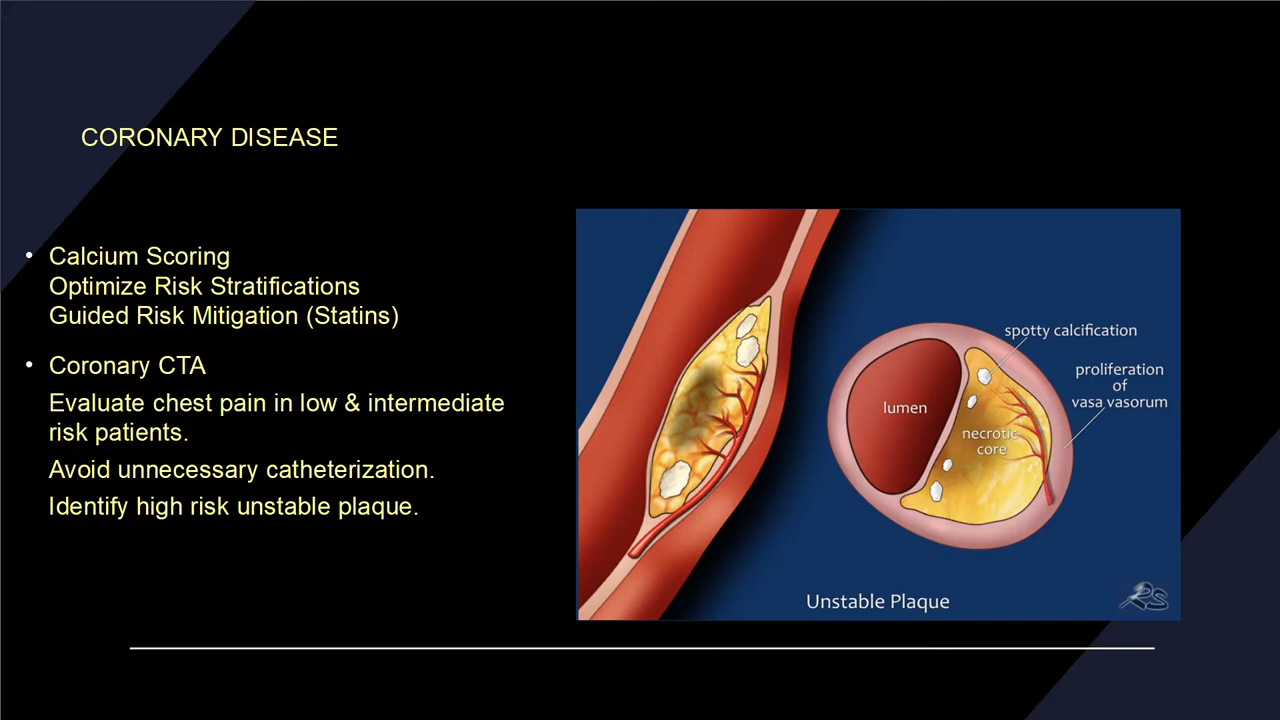 CORONARY DISEASE
• Calcium Scoring
Optimize Risk Stratifications
Guided Risk Mitigation (Statins)
• Coronary CTA
Evaluate chest pain in low & intermediate
risk patients.
Avoid unnecessary catheterization.
Identify high risk unstable plaque.
spotty calcification
proliferation
of
vasa vasorum
lumen
necrotic
core
Unstable Plaque
RS